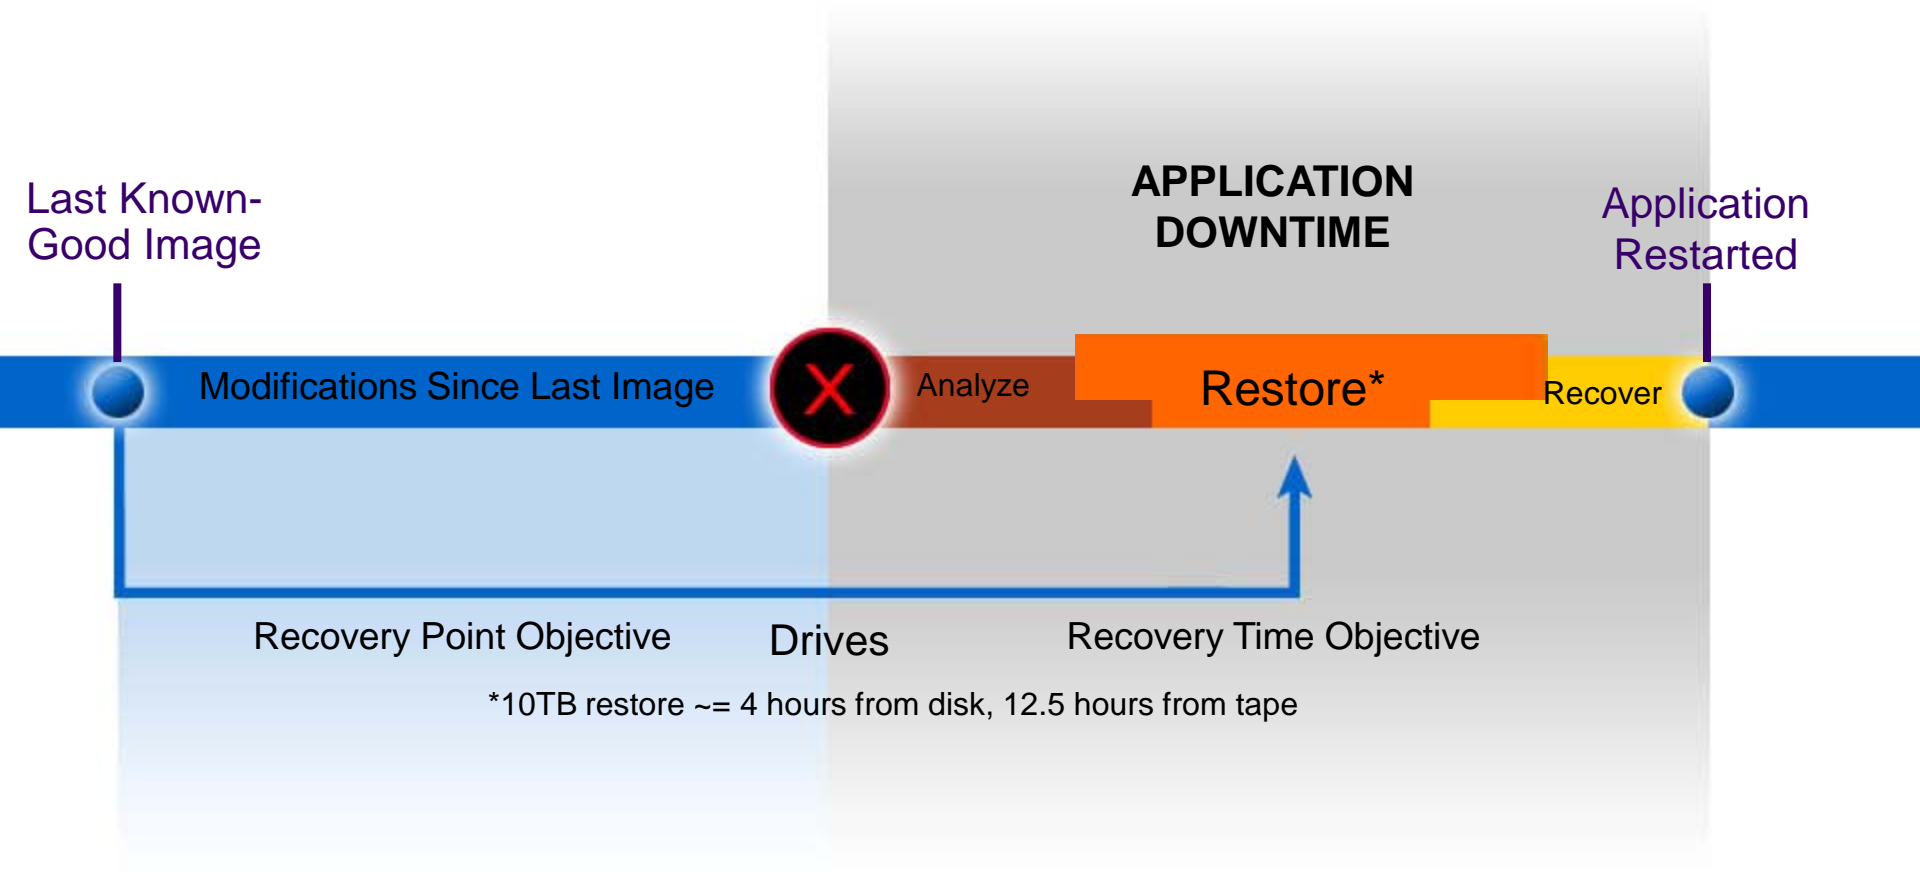 APPLICATION
DOWNTIME
Last Known-
Good Image
Application
Restarted
Modifications Since Last Image
X
Analyze
Restore*
Recover
Recovery Point Objective
Drives
Recovery Time Objective
*10TB restore ~= 4 hours from disk, 12.5 hours from tape